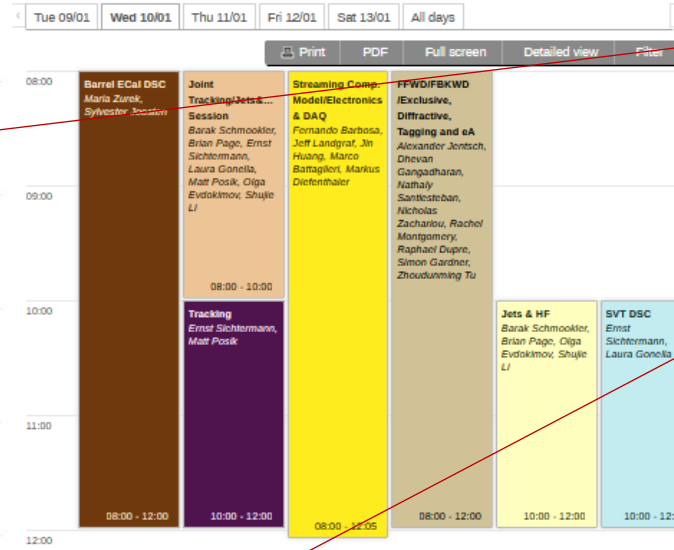 Tue 09/01 Wed 10/01 Thu 11/01 Fri 12/01 Sat 13/01 All days
Print PDF Full screen Detailed view Filter
08:00
09:00
10:00
11:00
12:00
Barrel ECal DSC
Maria Zurek,
Sylvester Joosten
08:00 - 12:00
Joint
Tracking/Jets&...
Session
Barak Schmookler,
Brian Page, Ernst
Sichtermann,
Laura Gonella,
Matt Posik, Olga
Evdokimov, Shujie
Li
08:00 - 10:00
Tracking
Ernst Sichtermann,
Matt Posik
10:00 - 12:00
Streaming Comp.
Model/Electronics
& DAQ
Fernando Barbosa,
Jeff Landgraf, Jin
Huang, Marco
Battaglieri, Markus
Diefenthaler
08:00 - 12:05
FFWD/FBKWD
/Exclusive,
Diffractive,
Tagging and eA
Alexander Jentsch,
Dhevan
Gangadharan,
Nathaly
Santiesteban,
Nicholas
Zachariou, Rachel
Montgomery,
Raphael Dupre,
Simon Gardner,
Zhoudunming Tu
08:00 - 12:00
Jets & HF
Barak Schmookler,
Brian Page, Olga
Evdokimov, Shujie
Li
10:00 - 12:00
SVT DSC
Ernst
Sichtermann,
Laura Gonella
10:00 - 12: